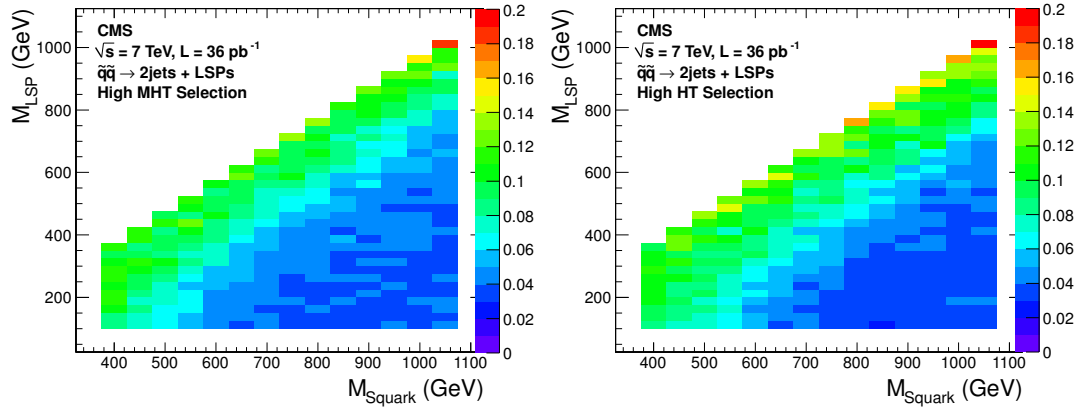 CMS
√s = 7 TeV, L = 36 pb⁻¹
q̃q̃ → 2jets + LSPs
High MHT Selection
M_LSP (GeV)
1000
800
600
400
200
400 500 600 700 800 900 1000 1100
M_Squark (GeV)
0.2
0.18
0.16
0.14
0.12
0.1
0.08
0.06
0.04
0.02
0
CMS
√s = 7 TeV, L = 36 pb⁻¹
q̃q̃ → 2jets + LSPs
High HT Selection
M_LSP (GeV)
1000
800
600
400
200
400 500 600 700 800 900 1000 1100
M_Squark (GeV)
0.2
0.18
0.16
0.14
0.12
0.1
0.08
0.06
0.04
0.02
0